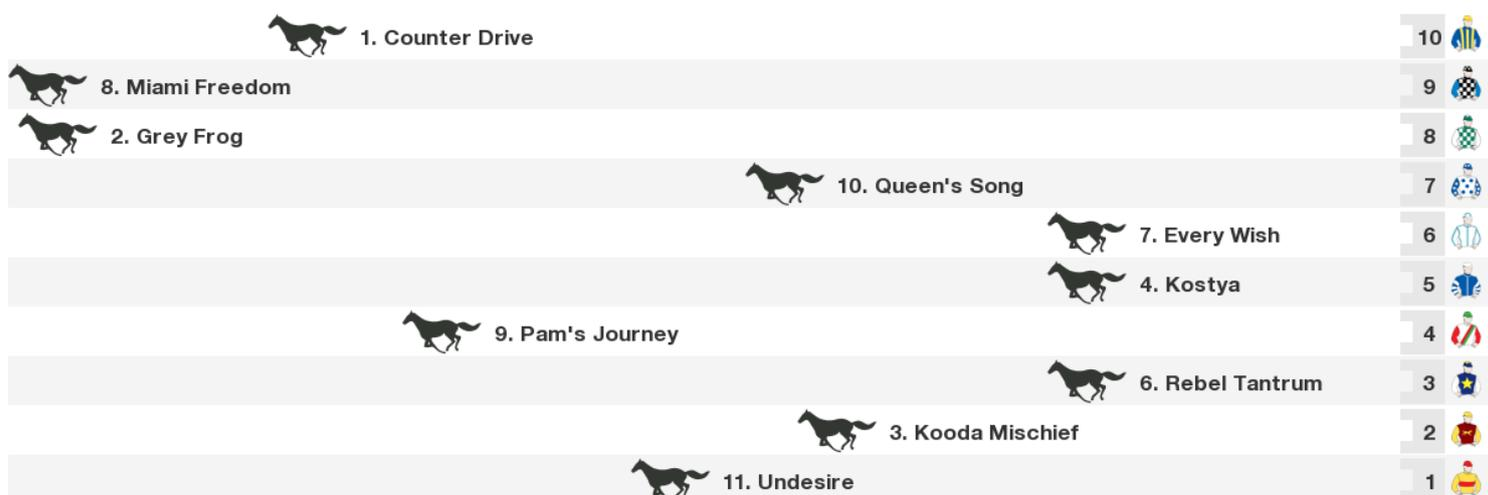 1. Counter Drive 10
8. Miami Freedom 9
2. Grey Frog 8
10. Queen's Song 7
7. Every Wish 6
4. Kostya 5
9. Pam's Journey 4
6. Rebel Tantrum 3
3. Kooda Mischief 2
11. Undesire 1